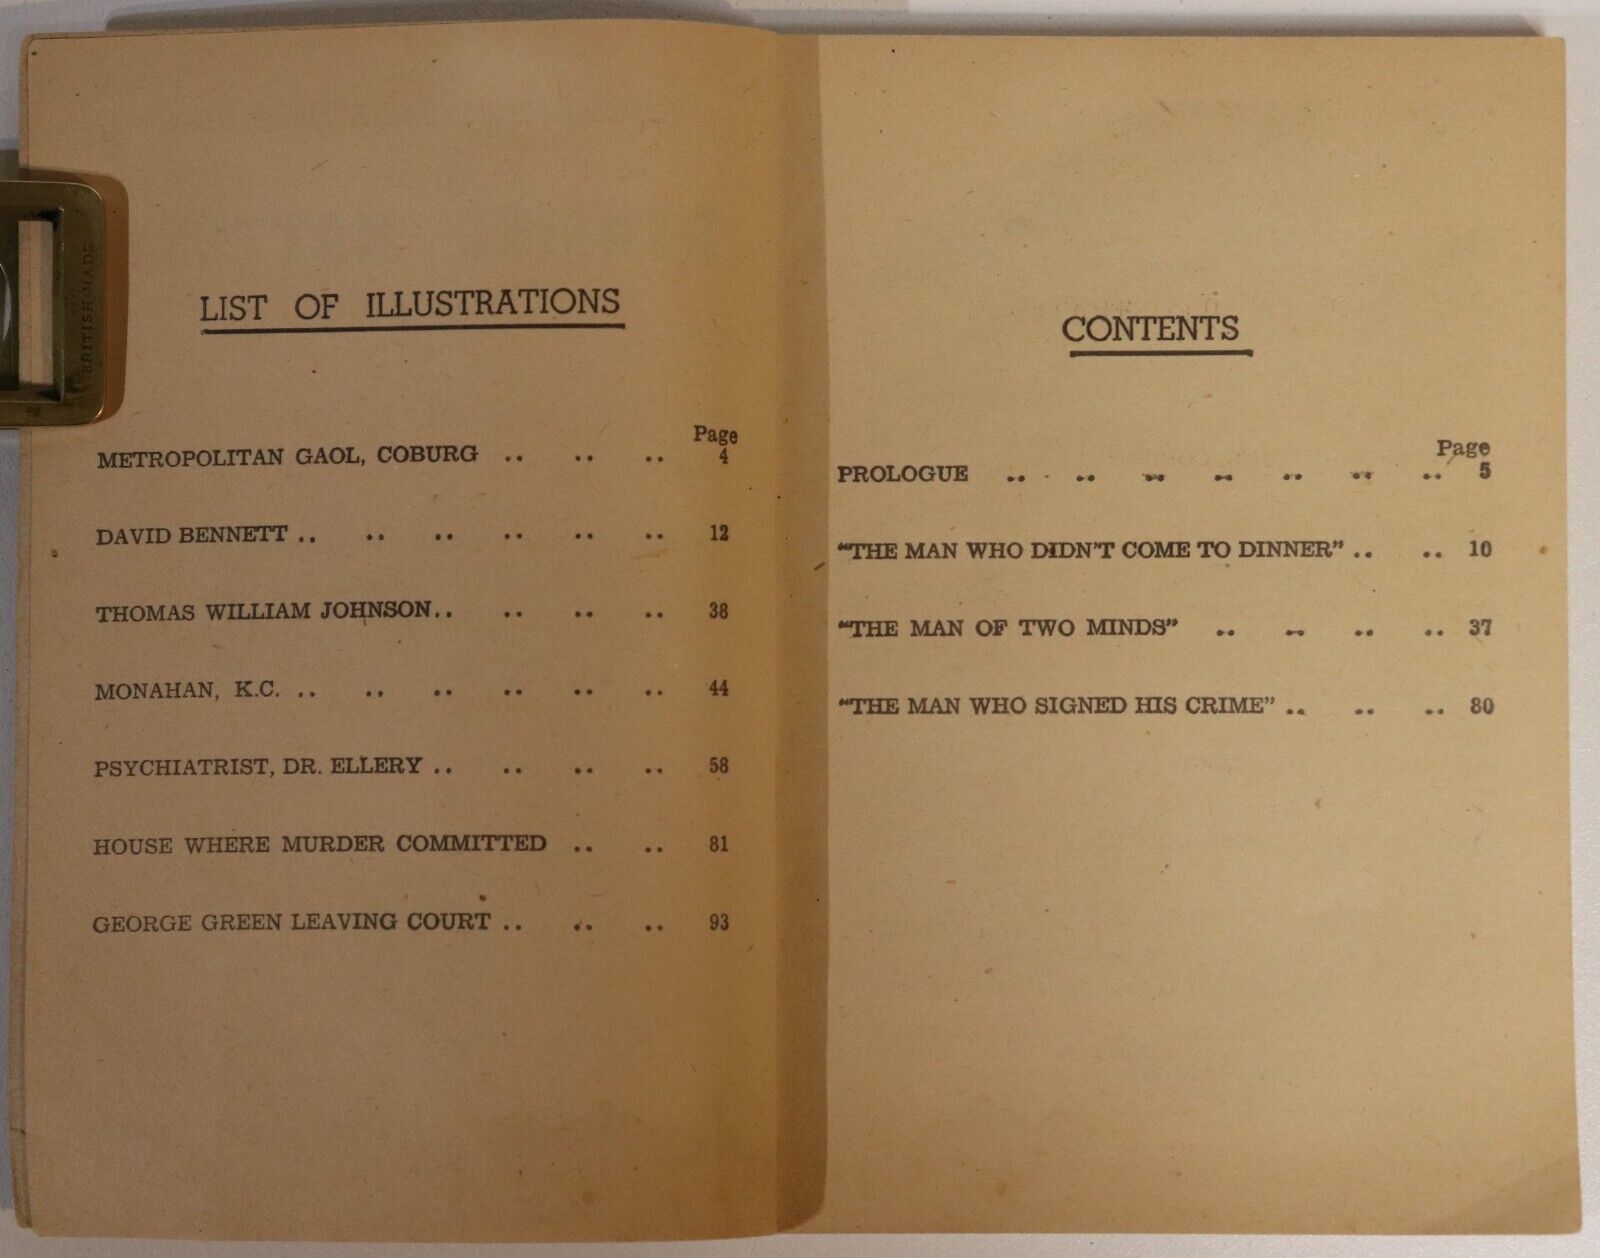 BRITISH MADE
LIST OF ILLUSTRATIONS
Page
METROPOLITAN GAOL, COBURG .. .. .. 4
DAVID BENNETT .. .. .. .. .. .. 12
THOMAS WILLIAM JOHNSON .. .. .. .. 38
MONAHAN, K.C. .. .. .. .. .. .. 44
PSYCHIATRIST, DR. ELLERY .. .. .. .. 58
HOUSE WHERE MURDER COMMITTED .. .. 81
GEORGE GREEN LEAVING COURT .. .. .. 93
CONTENTS
Page
PROLOGUE .. .. .. .. .. .. .. 5
"THE MAN WHO DIDN'T COME TO DINNER" .. .. 10
"THE MAN OF TWO MINDS" .. .. .. .. 37
"THE MAN WHO SIGNED HIS CRIME" .. .. .. 80